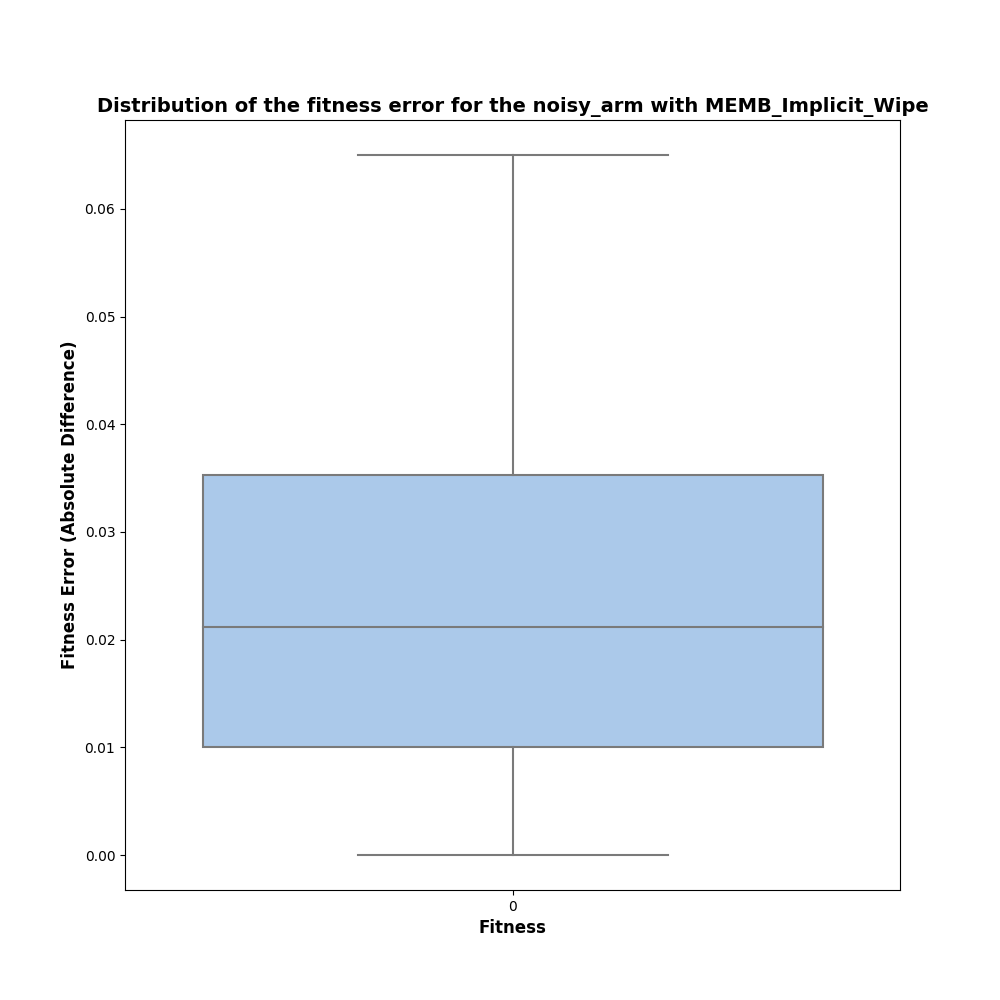 Distribution of the fitness error for the noisy_arm with MEMB_Implicit_Wipe
0.06
0.05
0.04
0.03
0.02
0.01
0.00
Fitness Error (Absolute Difference)
0
Fitness